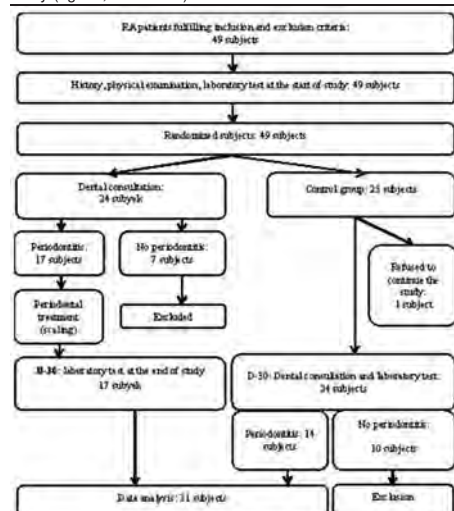 RA patients fulfilling inclusion and exclusion criteria:
49 subjects
History, physical examination, laboratory test at the start of study: 49 subjects
Randomized subjects: 49 subjects
Dental consultation:
24 subyek
Control group: 25 subjects
Periodontitis:
17 subjects
No periodontitis:
7 subjects
Refused to
continue the
study:
1 subject
Periodontal
treatment
(scaling)
Excluded
D-30: laboratory test at the end of study
17 subyek
D-30: Dental consultation and laboratory test:
24 subjects
Periodontitis: 14
subjects
No periodontitis:
10 subjects
Data analysis: 31 subjects
Exclusion